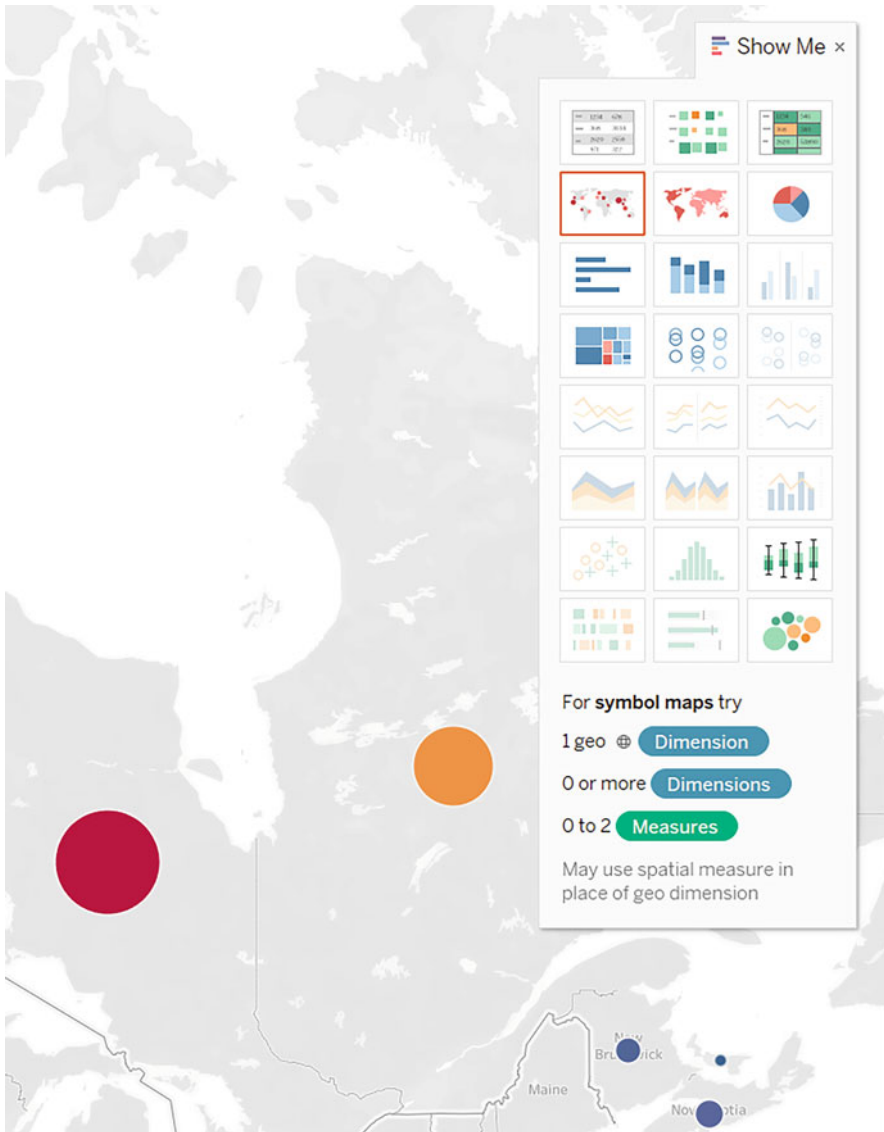 Show Me ×
For symbol maps try
1 geo Dimension
0 or more Dimensions
0 to 2 Measures
May use spatial measure in
place of geo dimension
Maine